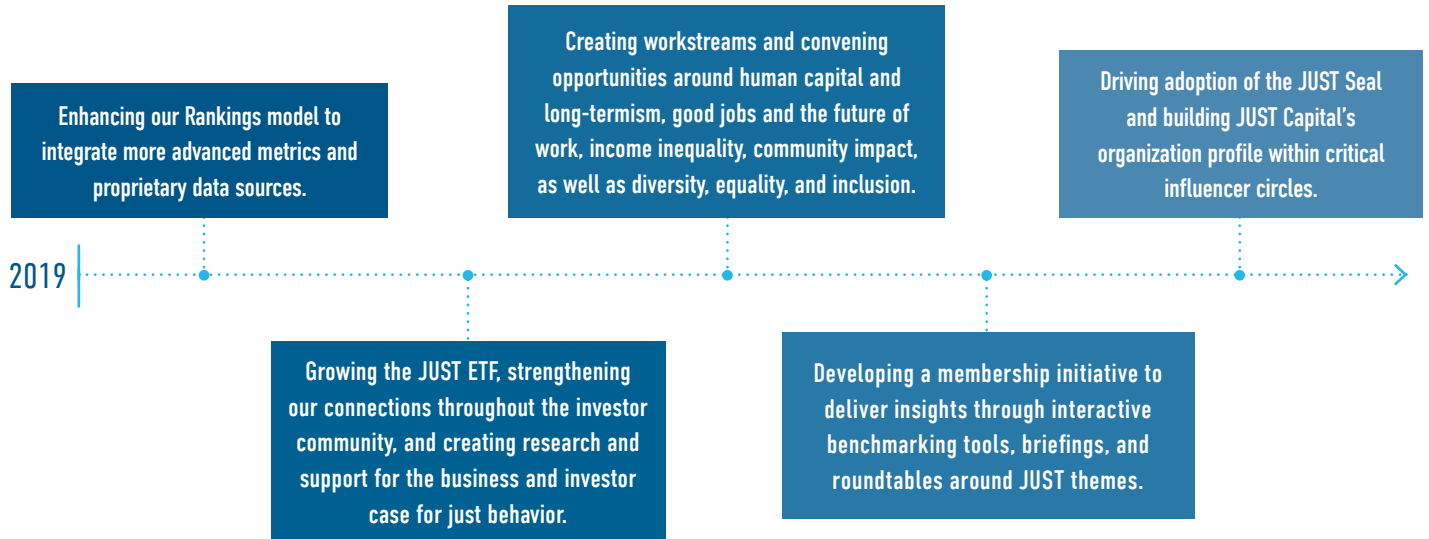 2019
Enhancing our Rankings model to
integrate more advanced metrics and
proprietary data sources.
Growing the JUST ETF, strengthening
our connections throughout the investor
community, and creating research and
support for the business and investor
case for just behavior.
Creating workstreams and convening
opportunities around human capital and
long-termism, good jobs and the future of
work, income inequality, community impact,
as well as diversity, equality, and inclusion.
Developing a membership initiative to
deliver insights through interactive
benchmarking tools, briefings, and
roundtables around JUST themes.
Driving adoption of the JUST Seal
and building JUST Capital’s
organization profile within critical
influencer circles.